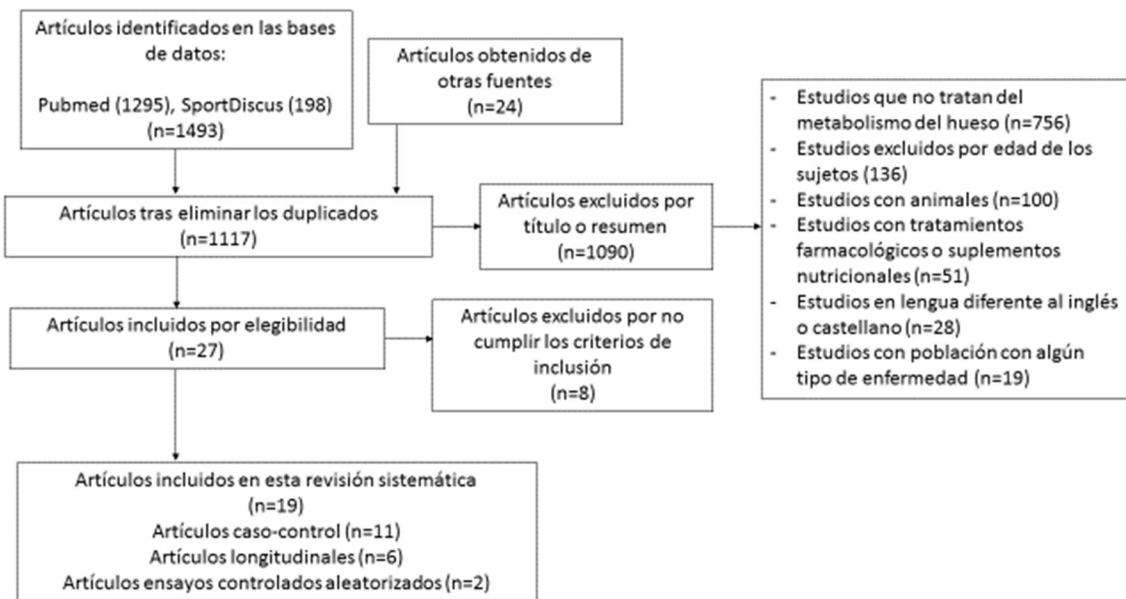 Artículos identificados en las bases
de datos:
Pubmed (1295), SportDiscus (198)
(n=1493)
Artículos obtenidos de
otras fuentes
(n=24)
Artículos tras eliminar los duplicados
(n=1117)
Artículos excluidos por
título o resumen
(n=1090)
- Estudios que no tratan del
metabolismo del hueso (n=756)
- Estudios excluidos por edad de los
sujetos (136)
- Estudios con animales (n=100)
- Estudios con tratamientos
farmacológicos o suplementos
nutricionales (n=51)
- Estudios en lengua diferente al inglés
o castellano (n=28)
- Estudios con población con algún
tipo de enfermedad (n=19)
Artículos incluidos por elegibilidad
(n=27)
Artículos excluidos por no
cumplir los criterios de
inclusión
(n=8)
Artículos incluidos en esta revisión sistemática
(n=19)
Artículos caso-control (n=11)
Artículos longitudinales (n=6)
Artículos ensayos controlados aleatorizados (n=2)